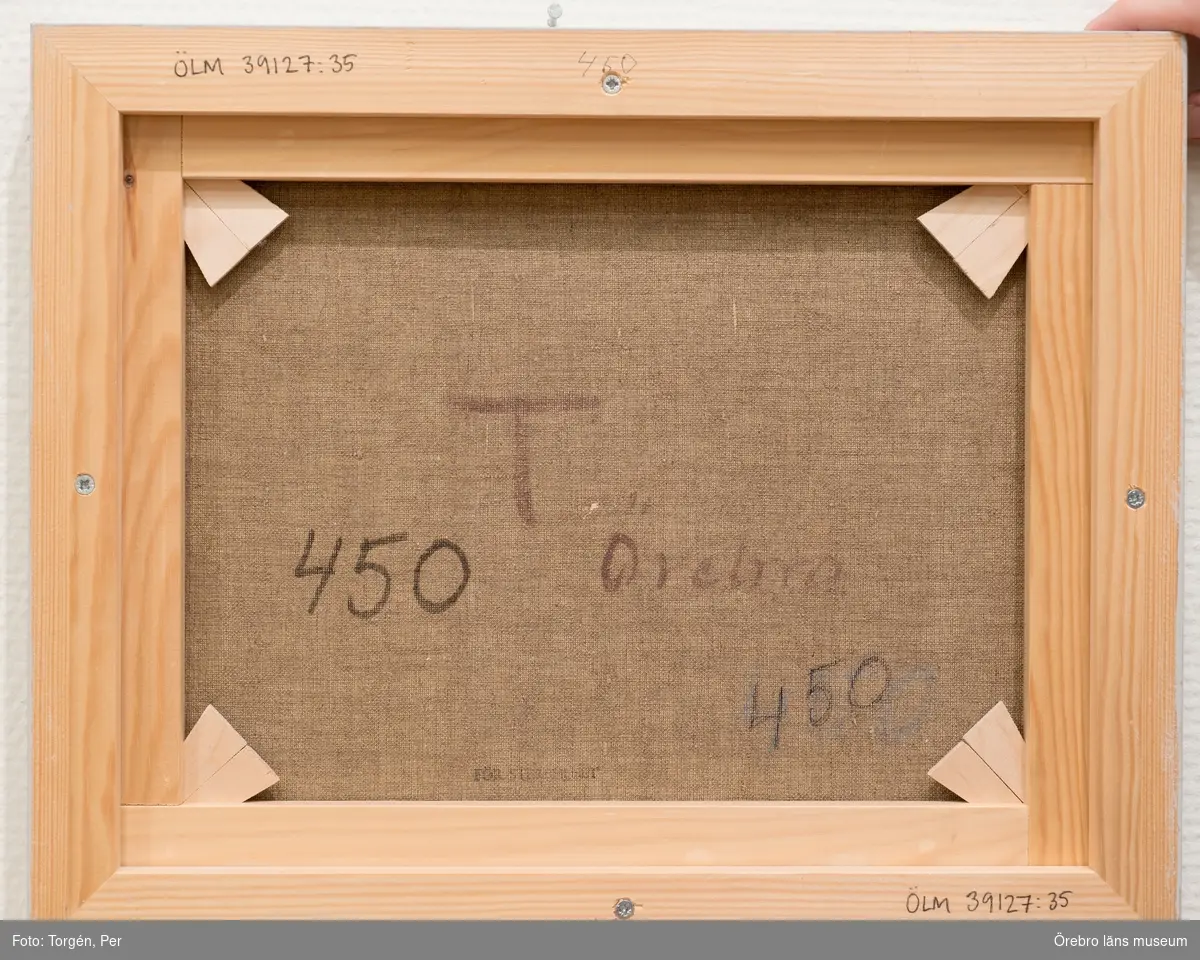 ÖLM 39127:35
450
T
450
Örebro
450
ÖLM 39127:35
Foto: Torgén, Per
Örebro läns museum